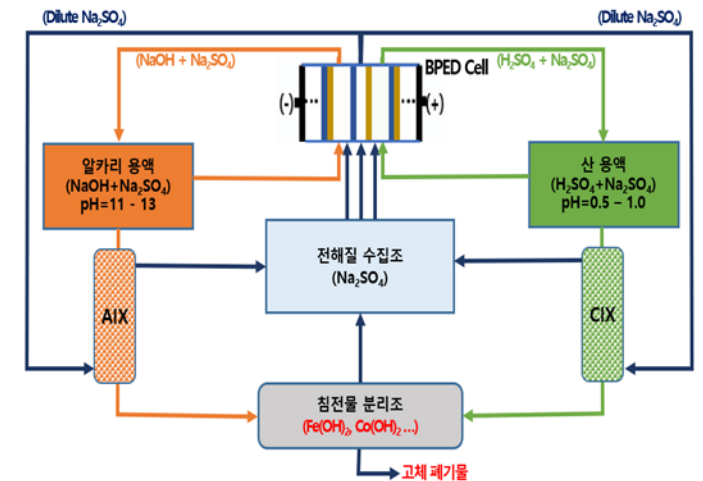 (Dilute Na₂SO₄)
(Dilute Na₂SO₄)
(NaOH + Na₂SO₄)
BPED Cell
(H₂SO₄ + Na₂SO₄)
(-)
(+)
알카리 용액
(NaOH+Na₂SO₄)
pH=11 - 13
산 용액
(H₂SO₄+Na₂SO₄)
pH=0.5 – 1.0
전해질 수집조
(Na₂SO₄)
AIX
CIX
침전물 분리조
(Fe(OH)₂, Co(OH)₂ ...)
고체 폐기물